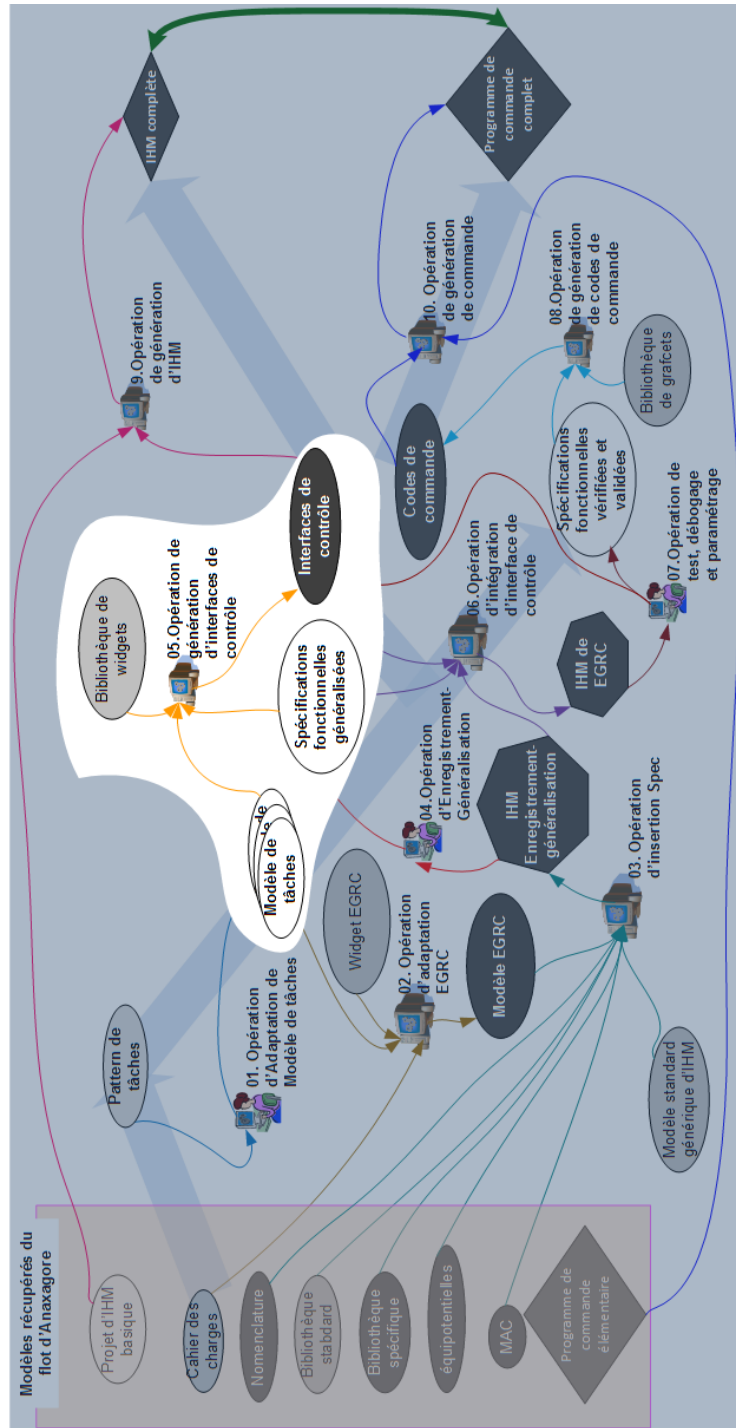 Modèles récupérés du
flot d'Anaxagore
Projet d'IHM
basique
Cahier des
charges
Nomenclature
Bibliothèque
stabdard
Bibliothèque
spécifique
équipotentielles
MAC
Programme de
commande
élémentaire
Pattern de
tâches
01. Opération
d'Adaptation de
Modèle de tâches
Modèle de
tâches
de
Widget EGRC
02. Opération
d'adaptation
EGRC
Modèle EGRC
03. Opération
d'insertion Spec
Modèle standard
générique d'IHM
Bibliothèque de
widgets
05.Opération de
génération
d'interfaces de
contrôle
Spécifications
fonctionnelles
généralisées
Interfaces de
contrôle
04.Opération
d'Enregistrement-
Généralisation
IHM
Enregistrement-
généralisation
06.Opération
d'intégration
d'interface de
contrôle
IHM de
EGRC
07.Opération de
test, débogage
et paramétrage
Spécifications
fonctionnelles
vérifiées et
validées
Bibliothèque
de grafcets
08.Opération
de génération
de codes de
commande
Codes de
commande
9.Opération
de génération
d'IHM
10. Opération
de génération
de commande
IHM complète
Programme de
commande
complet